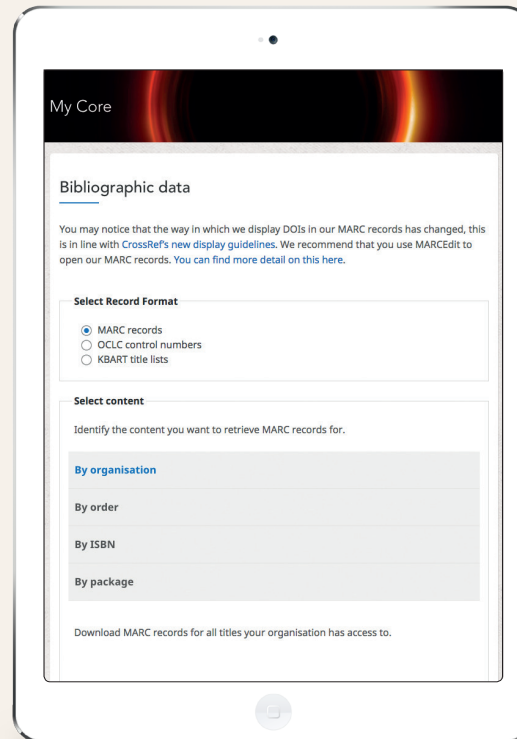 My Core
Bibliographic data
You may notice that the way in which we display DOIs in our MARC records has changed, this
is in line with CrossRef's new display guidelines. We recommend that you use MARCEdit to
open our MARC records. You can find more detail on this here.
Select Record Format
MARC records
OCLC control numbers
KBART title lists
Select content
Identify the content you want to retrieve MARC records for.
By organisation
By order
By ISBN
By package
Download MARC records for all titles your organisation has access to.